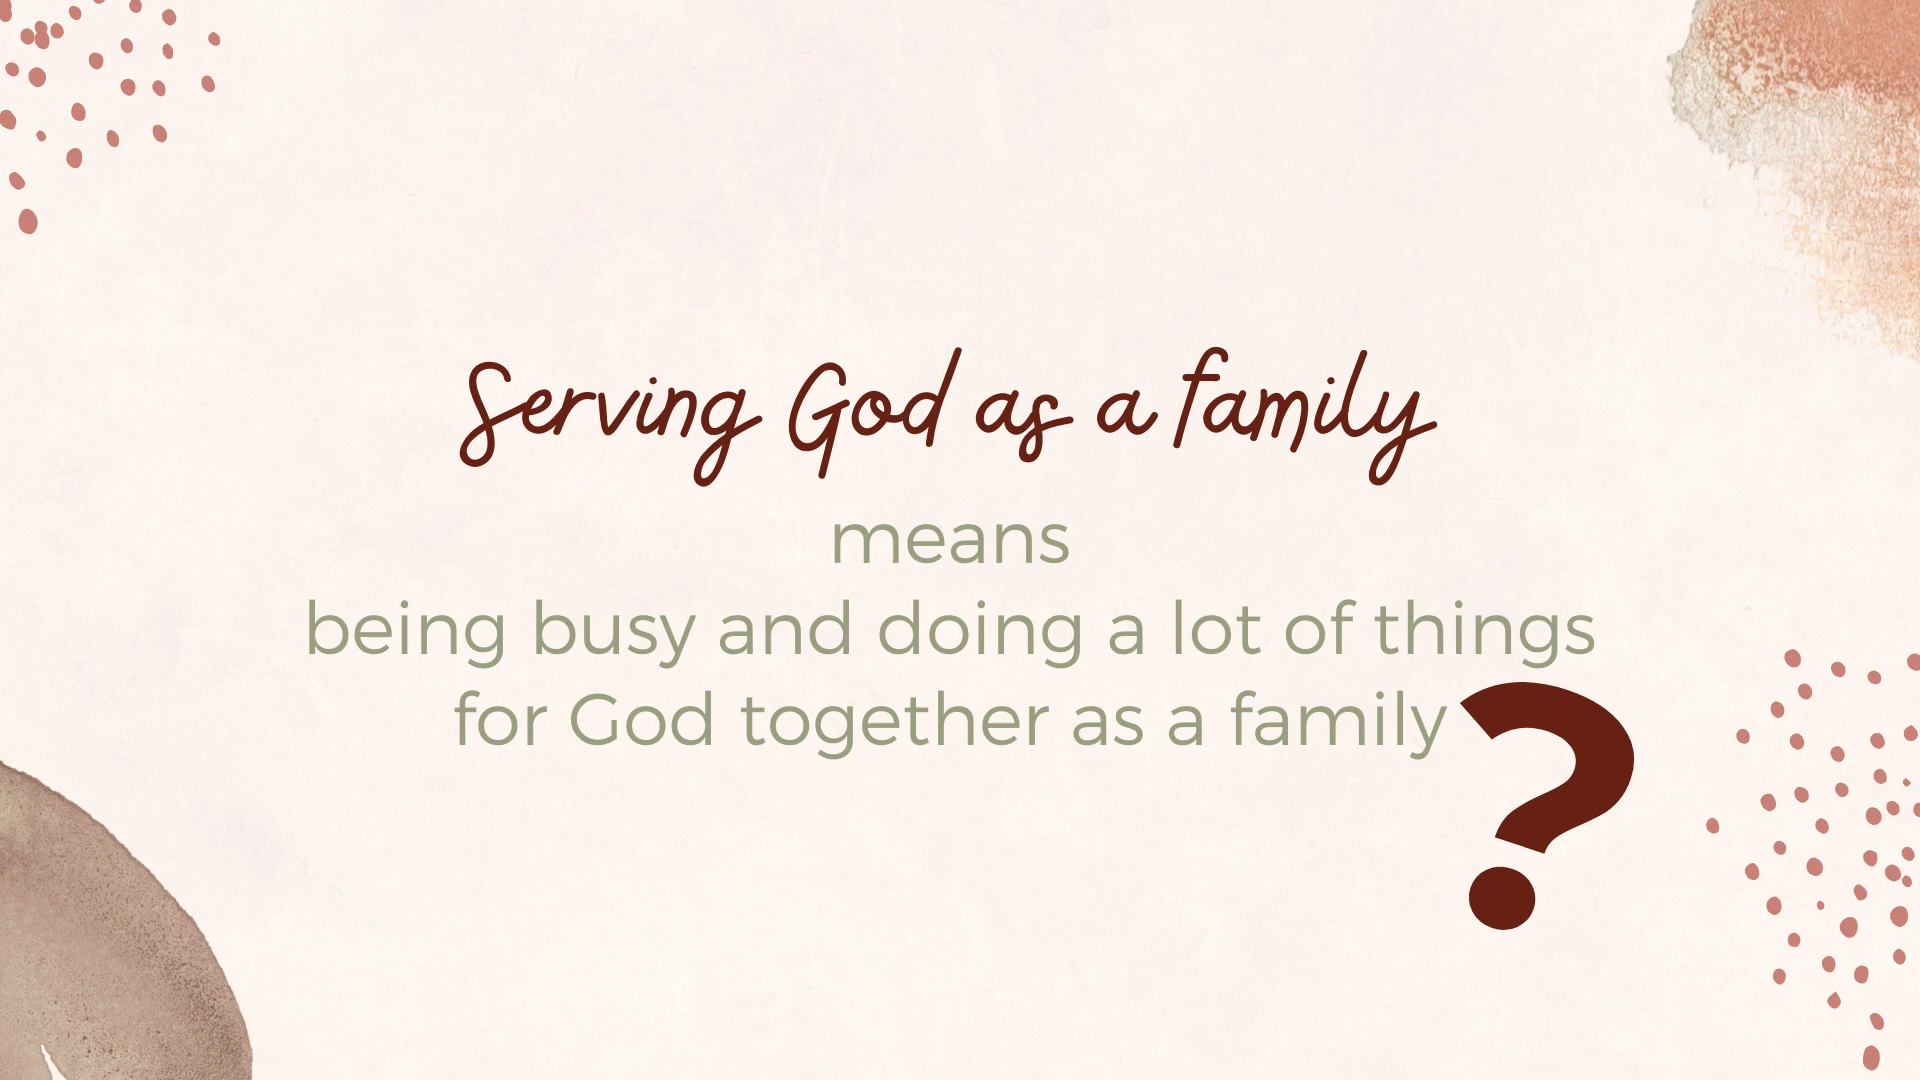 Serving God as a family
means
being busy and doing a lot of things
for God together as a family?